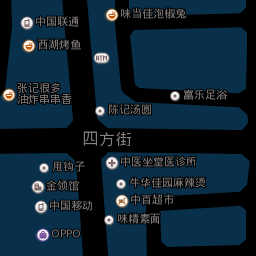 味当佳泡椒兔
中国联通
西湖烤鱼
ATM
张记很多
油炸串串香
富乐足浴
陈记汤圆
四方街
中医坐堂医诊所
甩钩子
牛华佳园麻辣烫
金领馆
中百超市
中国移动
味精素面
OPPO